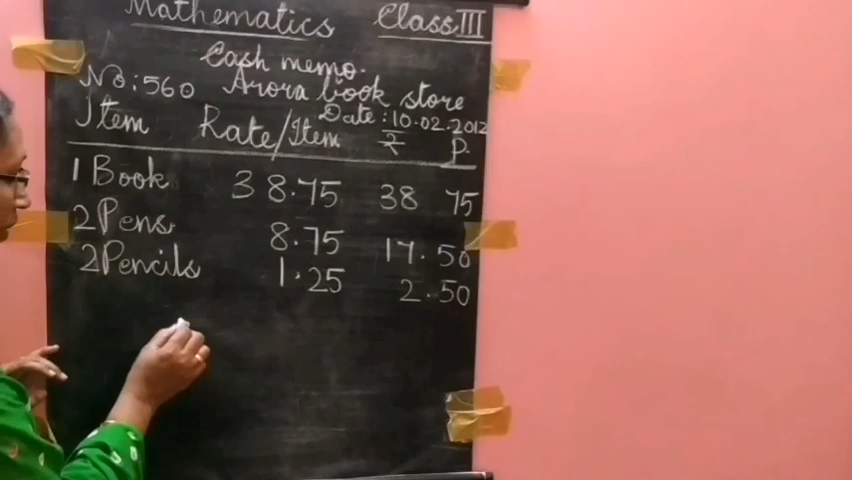 Mathematics Class III
Cash memo.
No: 560 Arora book store
Date: 10.02.2012
Item Rate/Item ₹ P.
1 Book 38.75 38 75
2 Pens 8.75 17.50
2 Pencils 1.25 2.50